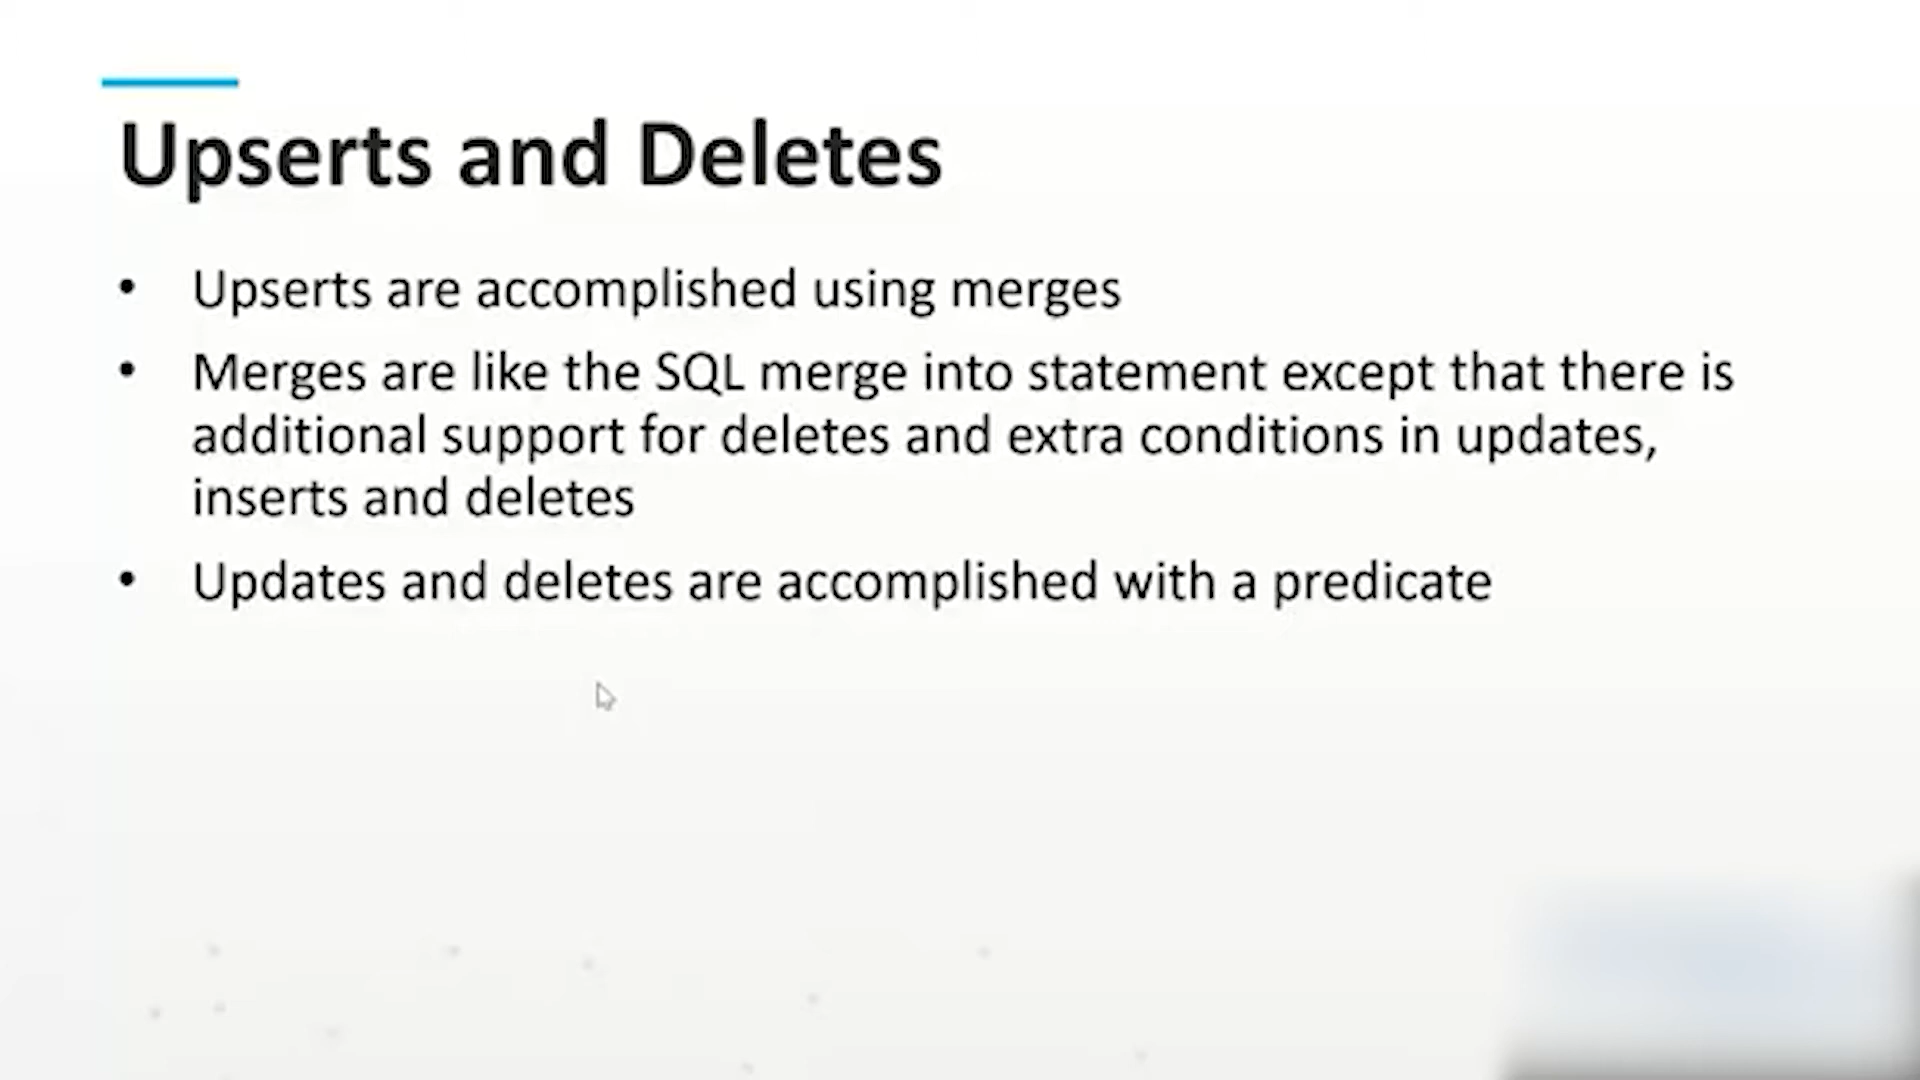 Upserts and Deletes
• Upserts are accomplished using merges
• Merges are like the SQL merge into statement except that there is
additional support for deletes and extra conditions in updates,
inserts and deletes
• Updates and deletes are accomplished with a predicate